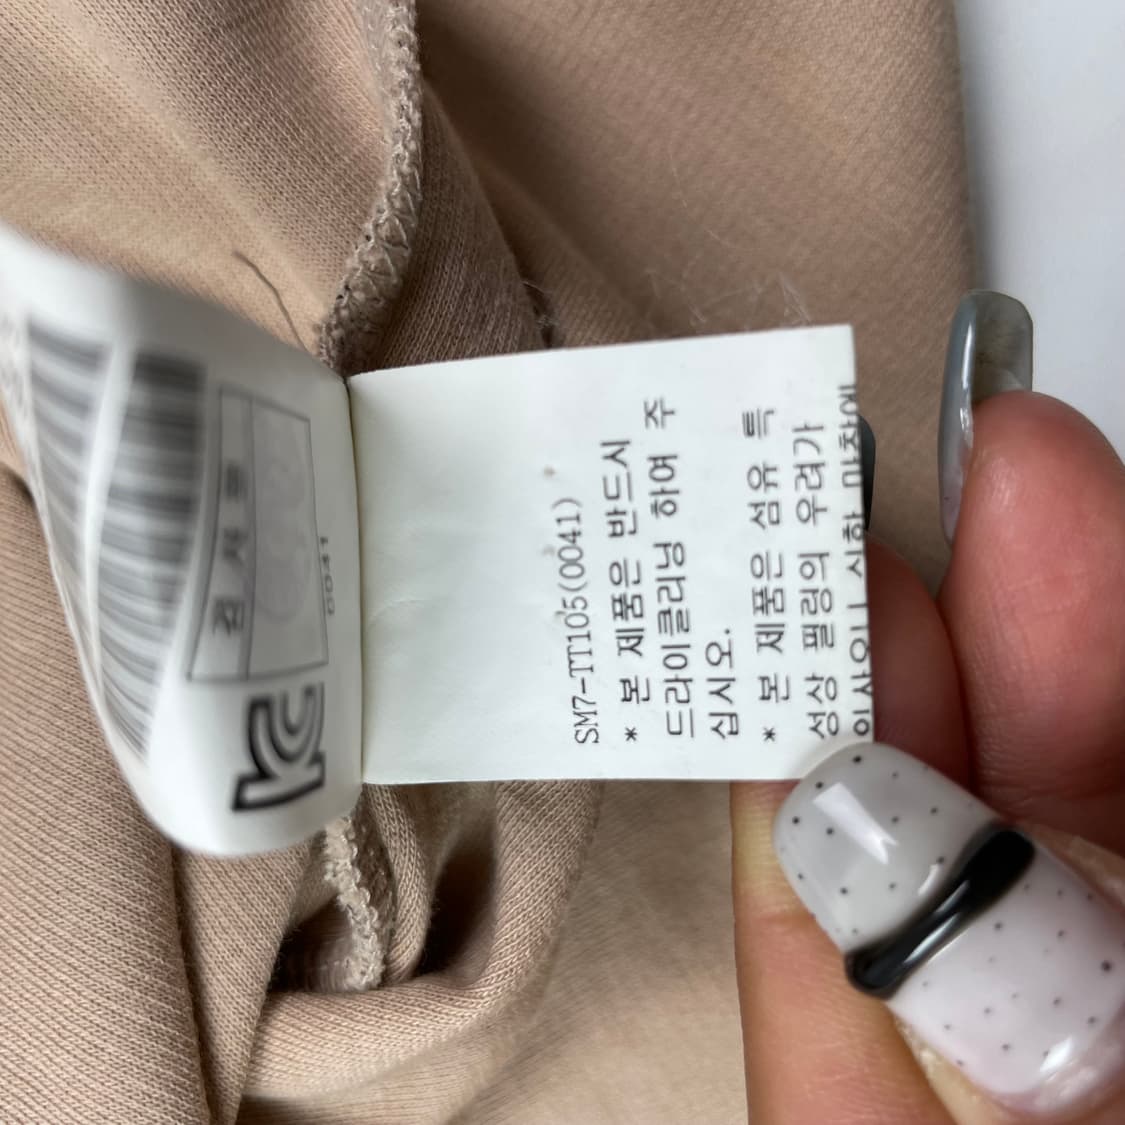 SM7-TT105(0041)
* 본 제품은 반드시
드라이클리닝 하여 주
십시오.
* 본 제품은 섬유 특
성상 필링의 우려가
0041